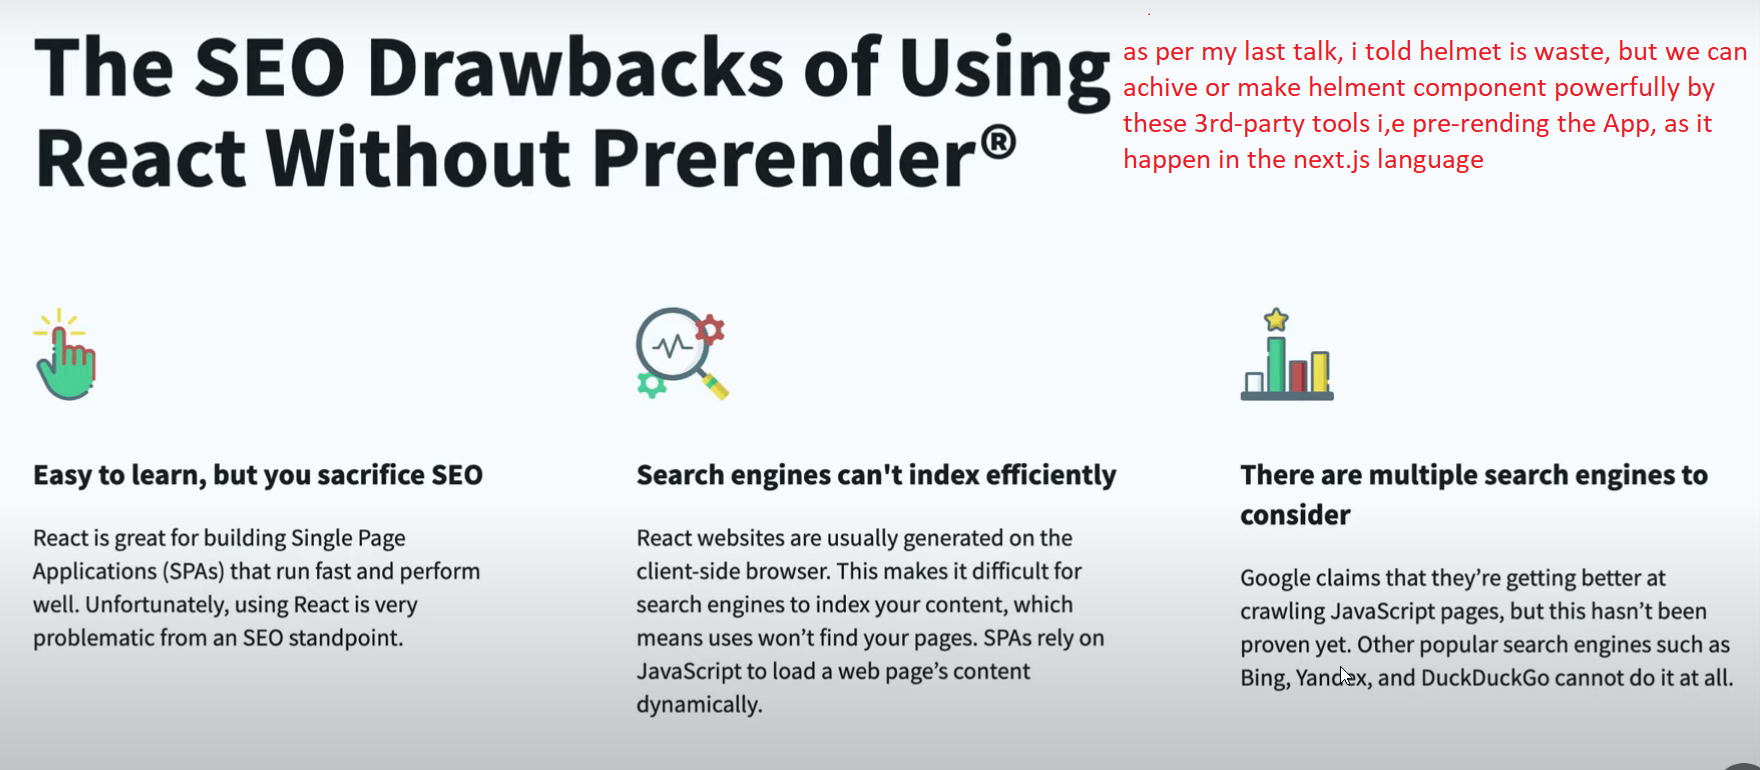 The SEO Drawbacks of Using
React Without Prerender®
as per my last talk, i told helmet is waste, but we can
achive or make helment component powerfully by
these 3rd-party tools i,e pre-rending the App, as it
happen in the next.js language
Easy to learn, but you sacrifice SEO
React is great for building Single Page
Applications (SPAs) that run fast and perform
well. Unfortunately, using React is very
problematic from an SEO standpoint.
Search engines can't index efficiently
React websites are usually generated on the
client-side browser. This makes it difficult for
search engines to index your content, which
means uses won’t find your pages. SPAs rely on
JavaScript to load a web page’s content
dynamically.
There are multiple search engines to
consider
Google claims that they’re getting better at
crawling JavaScript pages, but this hasn’t been
proven yet. Other popular search engines such as
Bing, Yandex, and DuckDuckGo cannot do it at all.